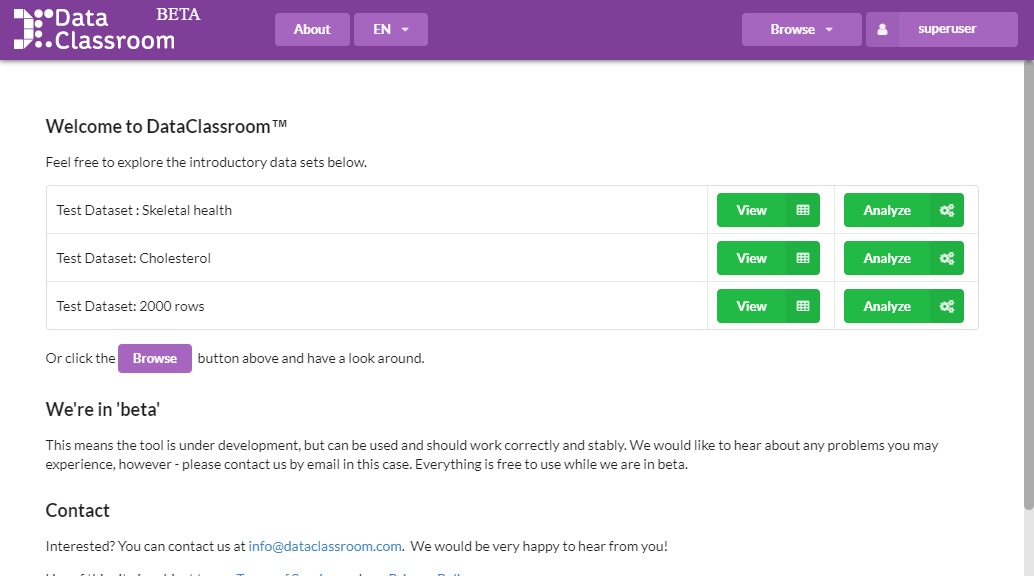 Data
Classroom
BETA
About
EN
Browse
superuser
Welcome to DataClassroom™
Feel free to explore the introductory data sets below.
Test Dataset : Skeletal health View Analyze
Test Dataset: Cholesterol View Analyze
Test Dataset: 2000 rows View Analyze
Or click the Browse button above and have a look around.
We're in 'beta'
This means the tool is under development, but can be used and should work correctly and stably. We would like to hear about any problems you may
experience, however - please contact us by email in this case. Everything is free to use while we are in beta.
Contact
Interested? You can contact us at info@dataclassroom.com. We would be very happy to hear from you!